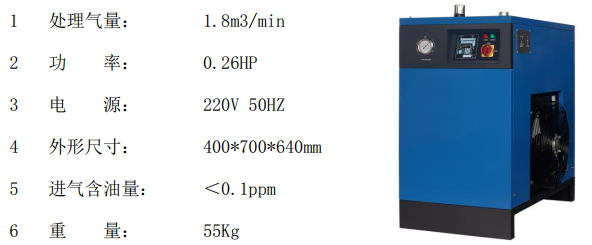 1 处理气量： 1.8m3/min
2 功 率： 0.26HP
3 电 源： 220V 50HZ
4 外形尺寸： 400*700*640mm
5 进气含油量： ＜0.1ppm
6 重 量： 55Kg